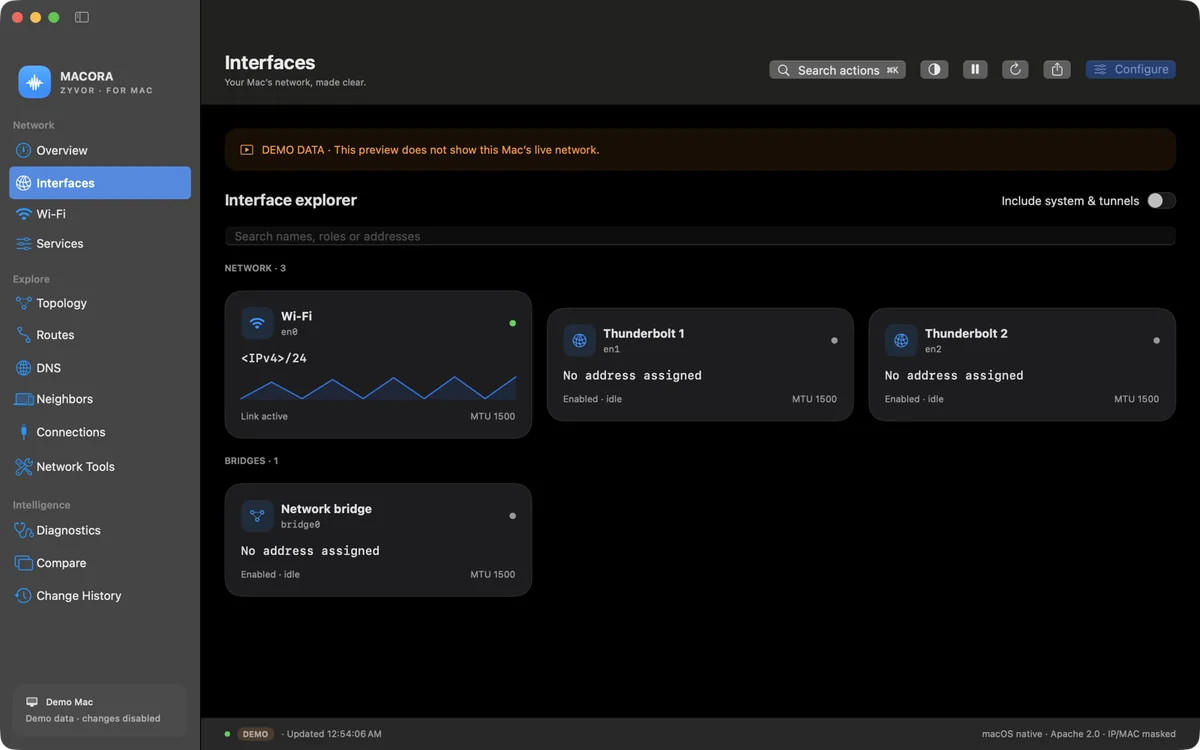 MACORA
ZYVOR · FOR MAC
Network
Overview
Interfaces
Wi-Fi
Services
Explore
Topology
Routes
DNS
Neighbors
Connections
Network Tools
Intelligence
Diagnostics
Compare
Change History
Demo Mac
Demo data · changes disabled
Interfaces
Your Mac's network, made clear.
Search actions ⌘K
Configure
DEMO DATA · This preview does not show this Mac's live network.
Interface explorer
Include system & tunnels
Search names, roles or addresses
NETWORK · 3
Wi-Fi
en0
<IPv4>/24
Link active
MTU 1500
Thunderbolt 1
en1
No address assigned
Enabled · idle
MTU 1500
Thunderbolt 2
en2
No address assigned
Enabled · idle
MTU 1500
BRIDGES · 1
Network bridge
bridge0
No address assigned
Enabled · idle
MTU 1500
DEMO · Updated 12:54:06 AM
macOS native · Apache 2.0 · IP/MAC masked